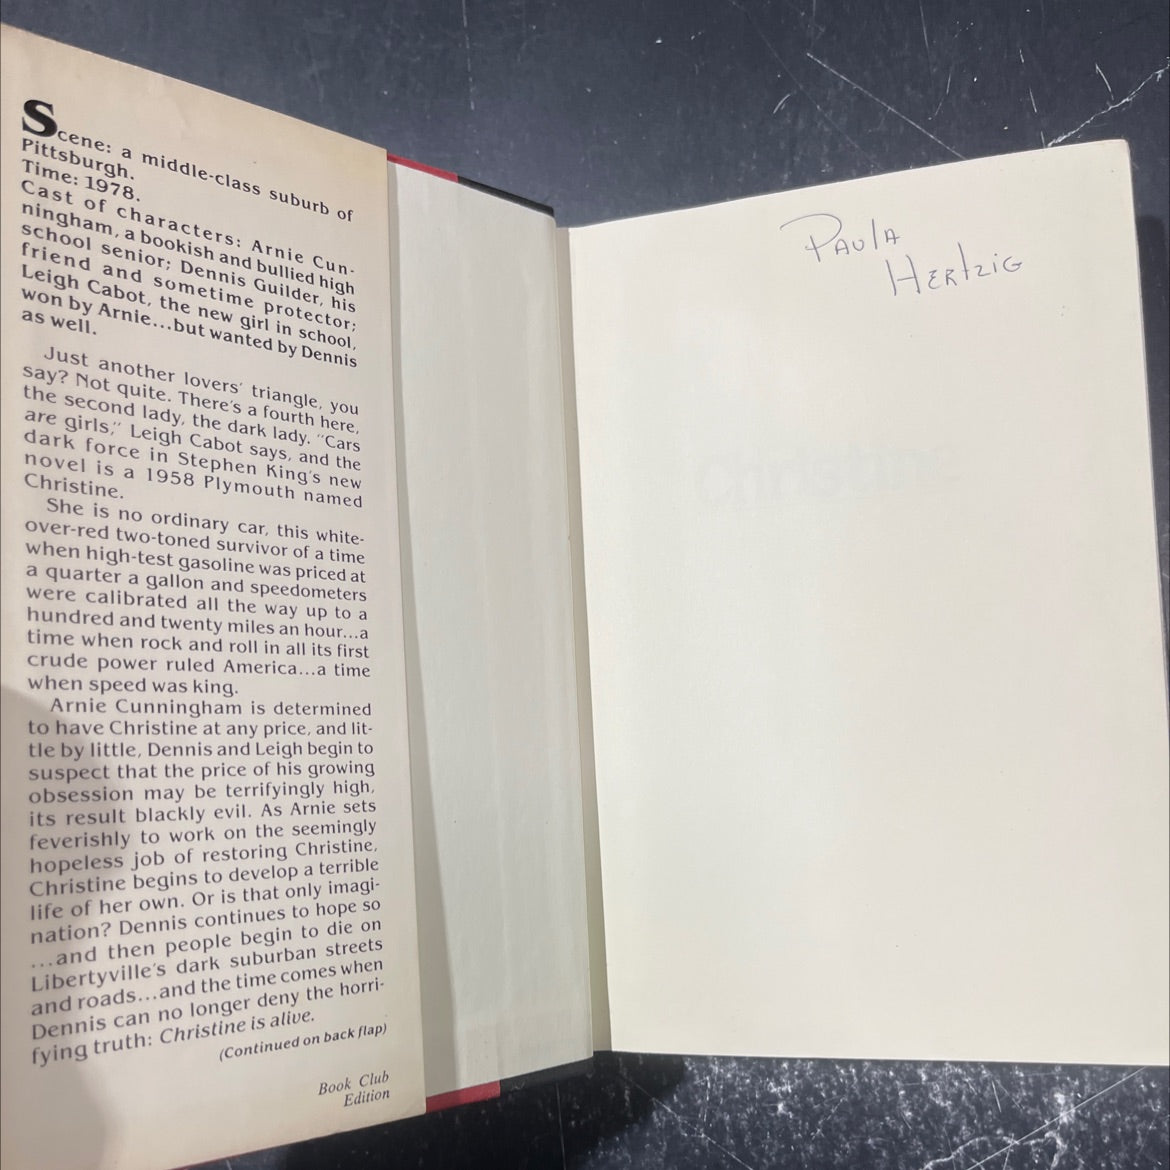 Scene: a middle-class suburb of
Pittsburgh.
Time: 1978.
Cast of characters: Arnie Cun-
ningham, a bookish and bullied high
school senior; Dennis Guilder, his
friend and sometime protector;
Leigh Cabot, the new girl in school,
won by Arnie...but wanted by Dennis
as well.
Just another lovers' triangle, you
say? Not quite. There's a fourth here,
the second lady, the dark lady. "Cars
are girls," Leigh Cabot says, and the
dark force in Stephen King's new
novel is a 1958 Plymouth named
Christine.
She is no ordinary car, this white-
over-red two-toned survivor of a time
when high-test gasoline was priced at
a quarter a gallon and speedometers
were calibrated all the way up to a
hundred and twenty miles an hour...a
time when rock and roll in all its first
crude power ruled America...a time
when speed was king.
Arnie Cunningham is determined
to have Christine at any price, and lit-
tle by little, Dennis and Leigh begin to
suspect that the price of his growing
obsession may be terrifyingly high,
its result blackly evil. As Arnie sets
feverishly to work on the seemingly
hopeless job of restoring Christine,
Christine begins to develop a terrible
life of her own. Or is that only imagi-
nation? Dennis continues to hope so
...and then people begin to die on
Libertyville's dark suburban streets
and roads...and the time comes when
Dennis can no longer deny the horri-
fying truth: Christine is alive.
(Continued on back flap)
Book Club
Edition
PAULA
HERTZIG
Christine